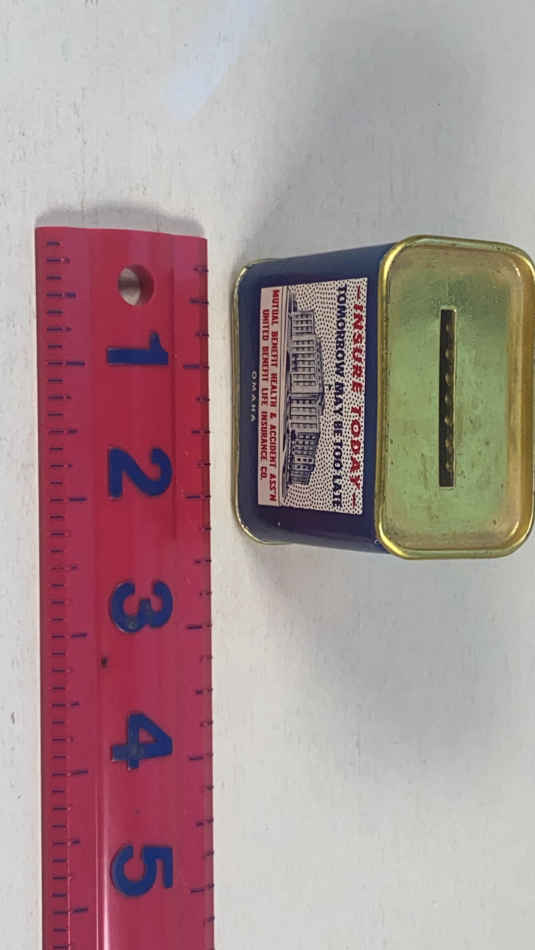 —INSURE TODAY—
TOMORROW MAY BE TOO LATE
MUTUAL BENEFIT HEALTH & ACCIDENT ASS'N
UNITED BENEFIT LIFE INSURANCE CO.
OMAHA
1
2
3
4
5